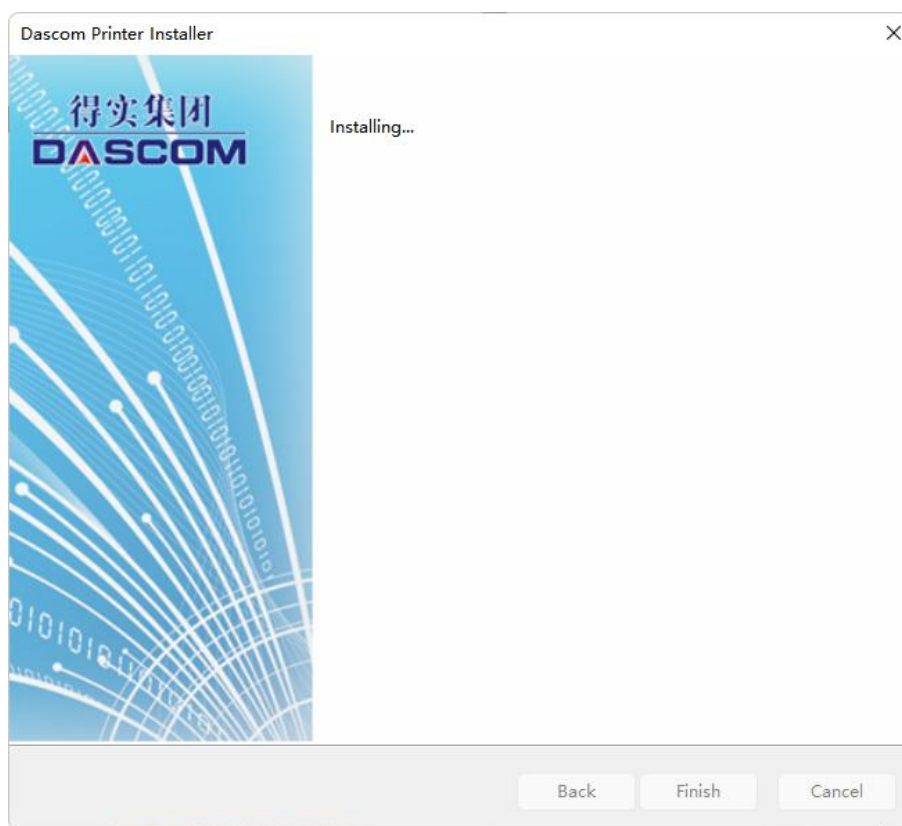 Dascom Printer Installer
得实集团
DASCOM
Installing...
Back
Finish
Cancel